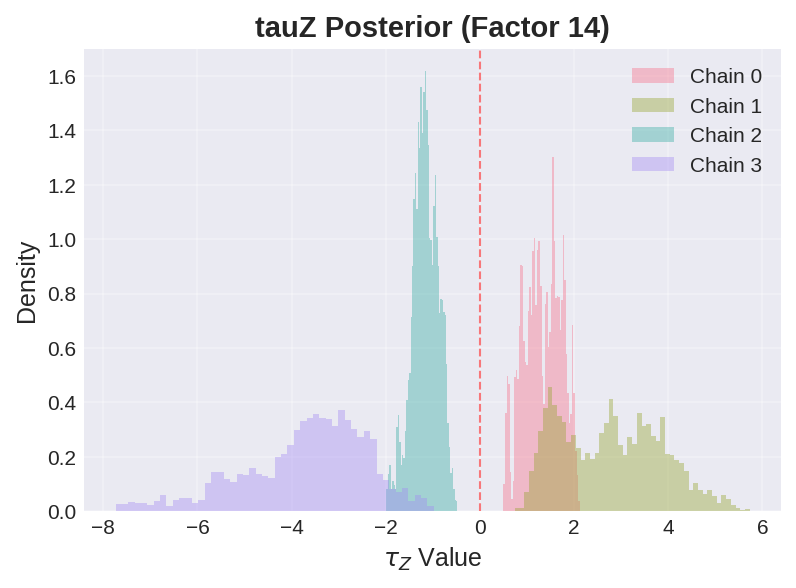 tauZ Posterior (Factor 14)
Chain 0
Chain 1
Chain 2
Chain 3
Density
1.6
1.4
1.2
1.0
0.8
0.6
0.4
0.2
0.0
−8 −6 −4 −2 0 2 4 6
τ_Z Value